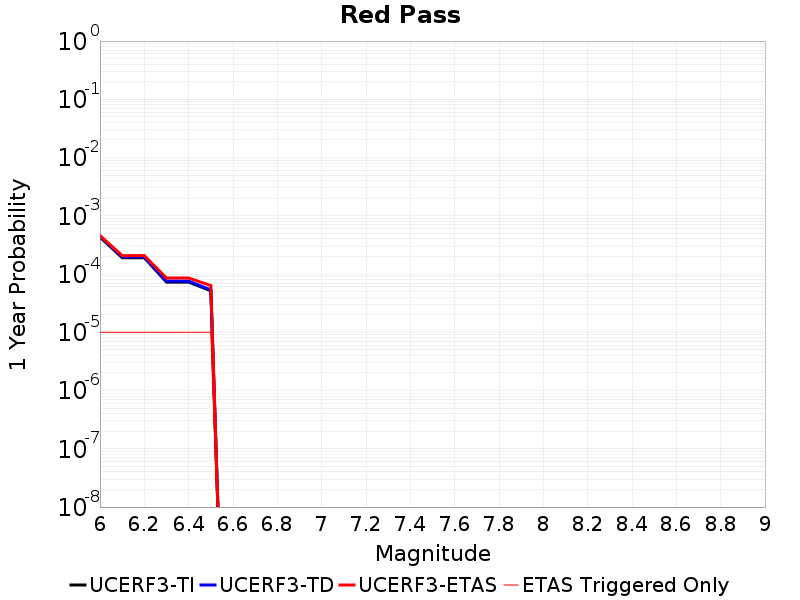 Red Pass
1 Year Probability
10^0
10^-1
10^-2
10^-3
10^-4
10^-5
10^-6
10^-7
10^-8
6 6.2 6.4 6.6 6.8 7 7.2 7.4 7.6 7.8 8 8.2 8.4 8.6 8.8 9
Magnitude
UCERF3-TI UCERF3-TD UCERF3-ETAS ETAS Triggered Only